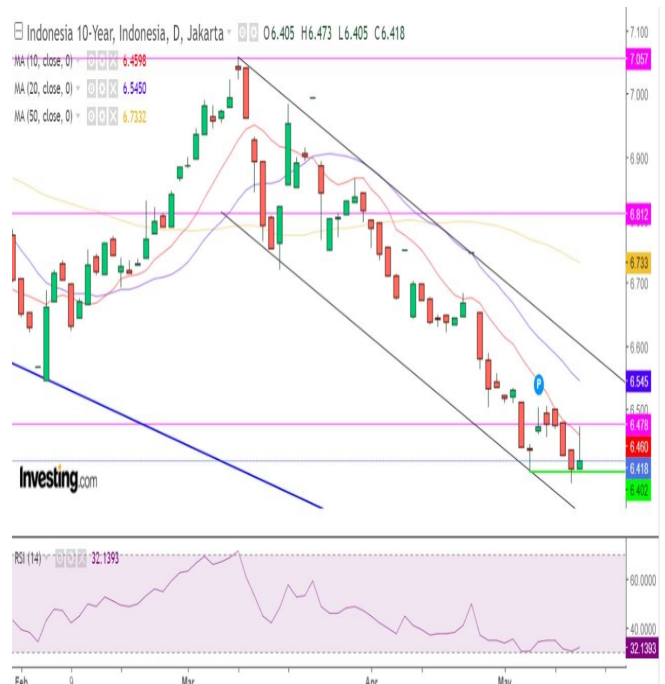 Indonesia 10-Year, Indonesia, D, Jakarta O6.405 H6.473 L6.405 C6.418
MA (10, close, 0) 6.4598
MA (20, close, 0) 6.5450
MA (50, close, 0) 6.7332
7.100
7.057
7.000
6.900
6.812
6.733
6.700
6.600
6.545
6.500
6.478
6.460
6.418
6.402
P
Investing.com
RSI (14) 32.1393
60.0000
40.0000
32.1393
Feb 9 Mar Apr May